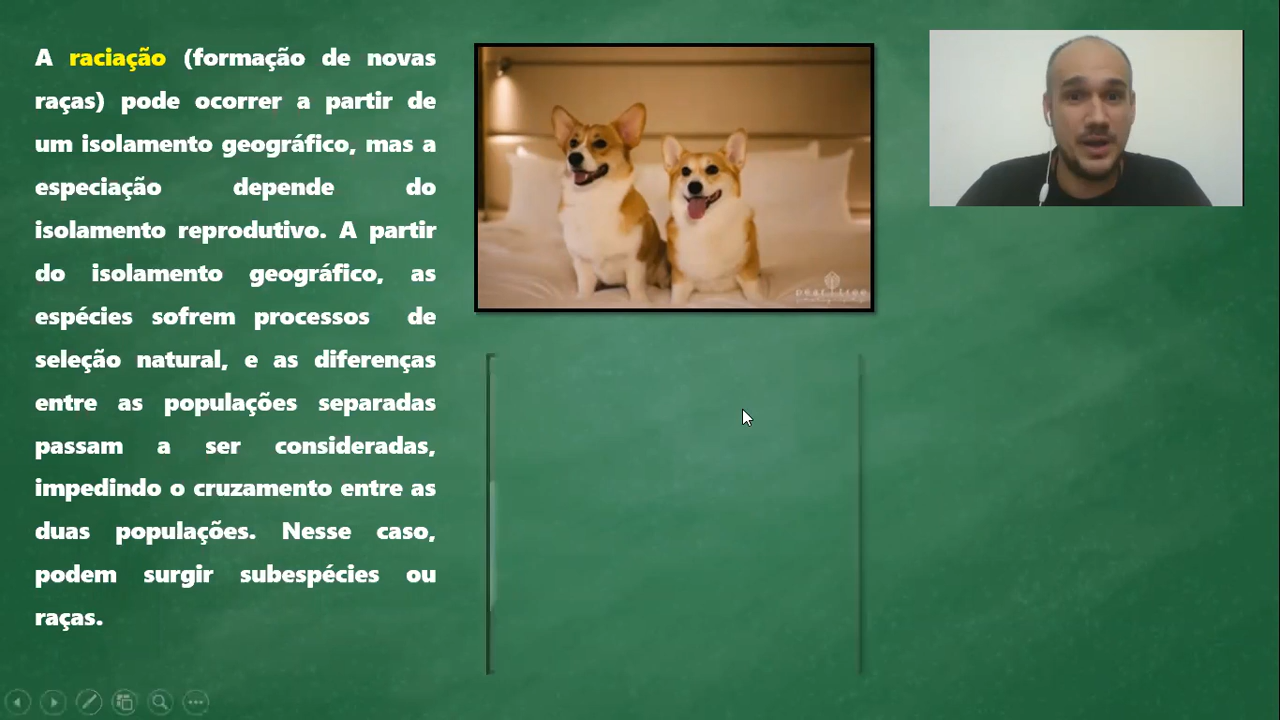 A raciação (formação de novas
raças) pode ocorrer a partir de
um isolamento geográfico, mas a
especiação depende do
isolamento reprodutivo. A partir
do isolamento geográfico, as
espécies sofrem processos de
seleção natural, e as diferenças
entre as populações separadas
passam a ser consideradas,
impedindo o cruzamento entre as
duas populações. Nesse caso,
podem surgir subespécies ou
raças.
pear tree